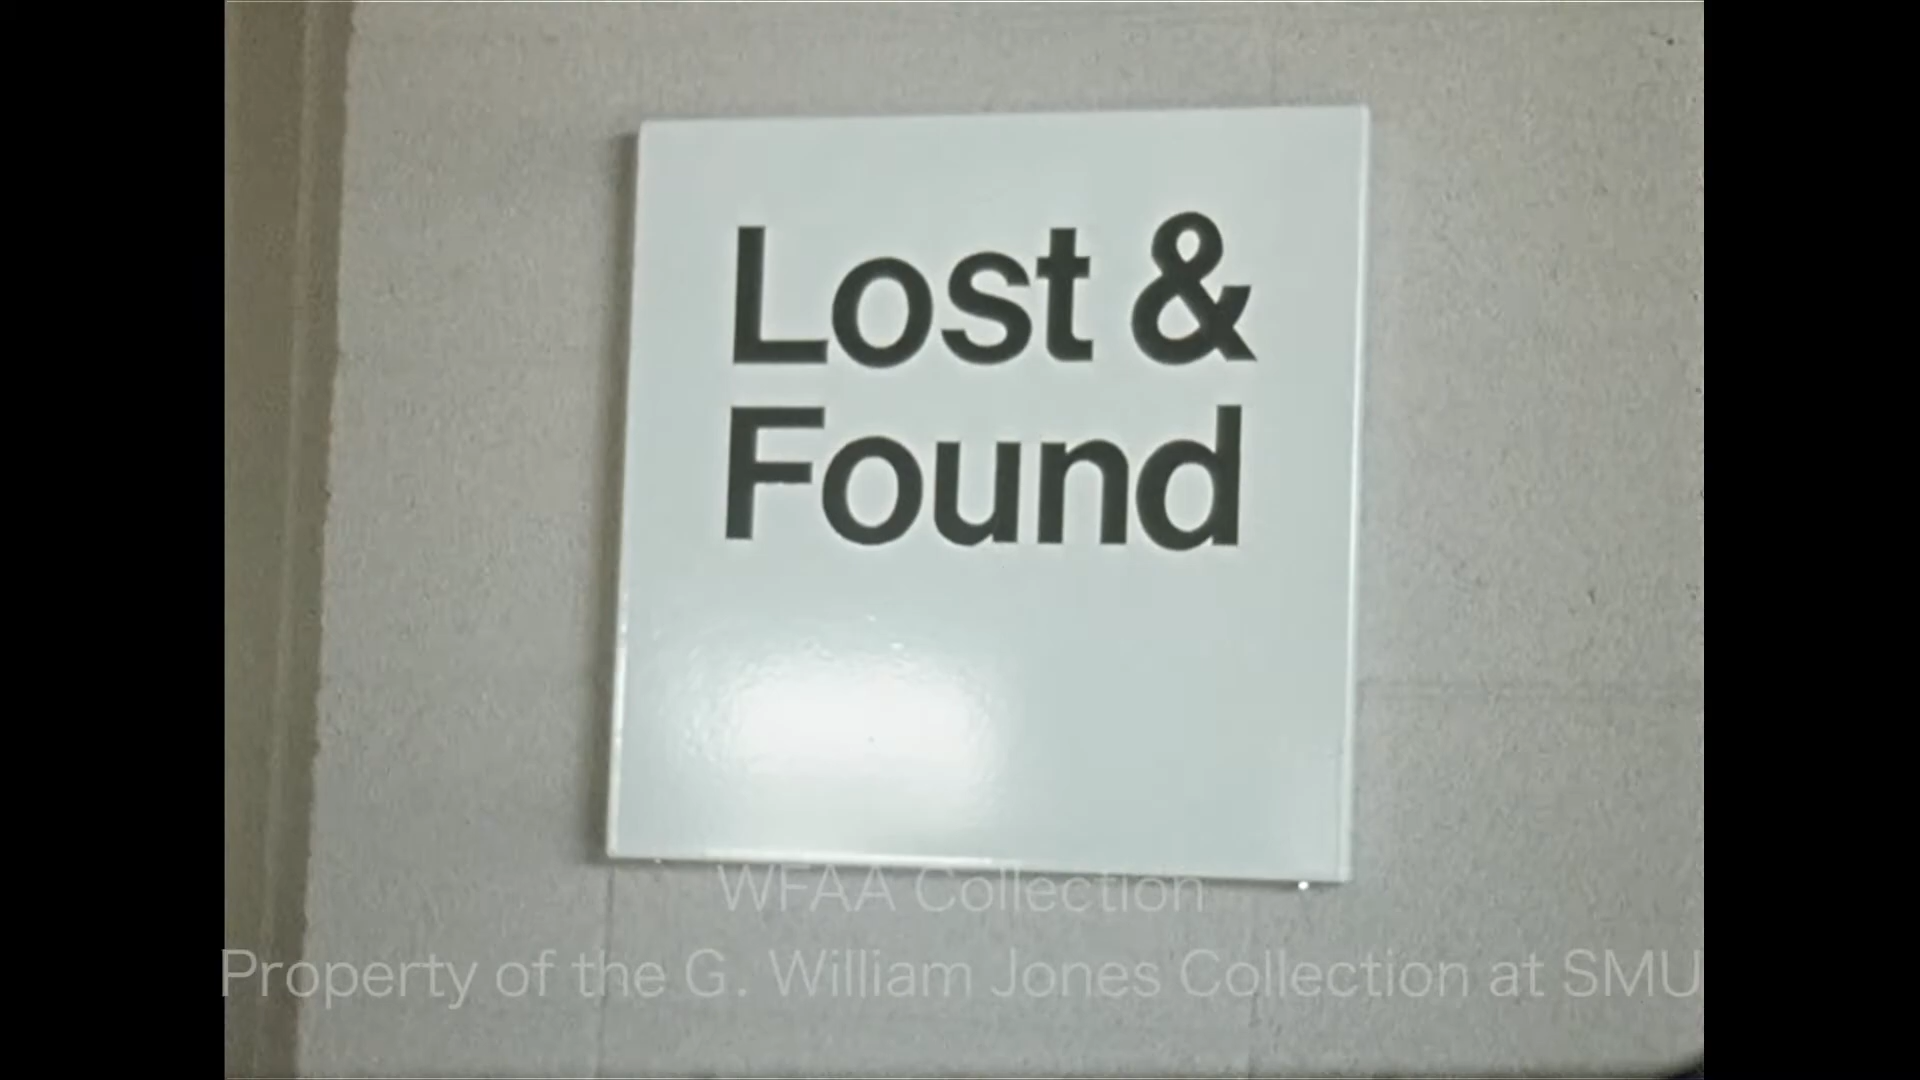 Lost &
Found
WFAA Collection
Property of the G. William Jones Collection at SMU